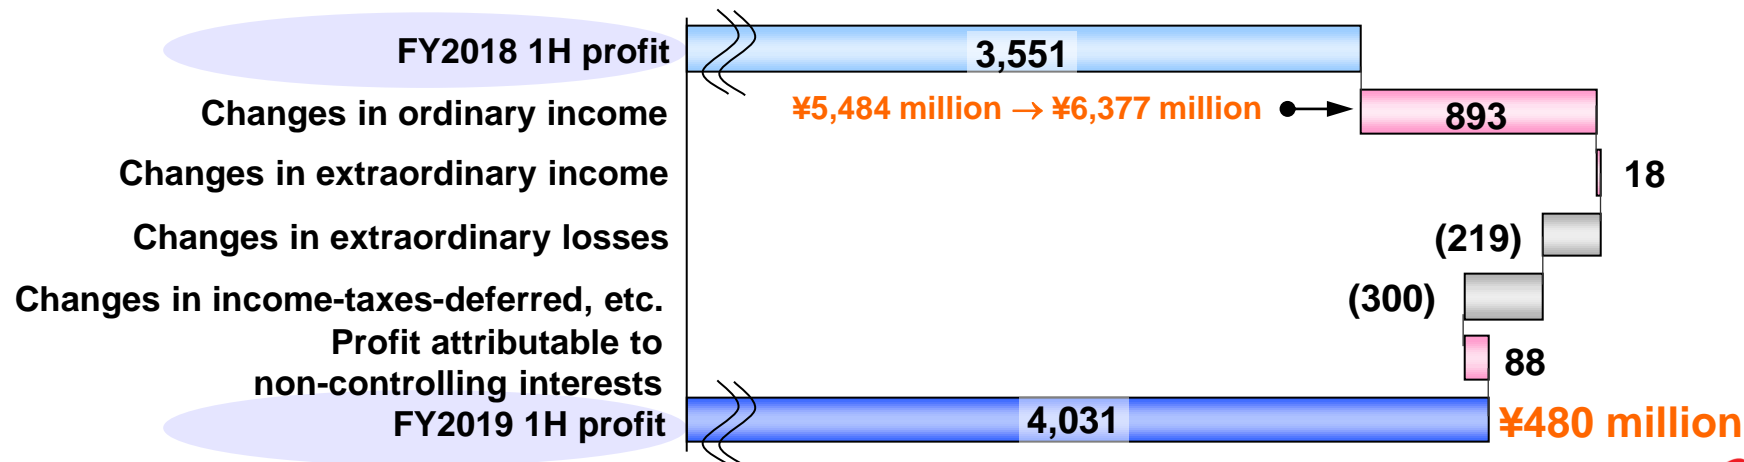 FY2018 1H profit
3,551
Changes in ordinary income
¥5,484 million → ¥6,377 million
893
Changes in extraordinary income
18
Changes in extraordinary losses
(219)
Changes in income-taxes-deferred, etc.
(300)
Profit attributable to
non-controlling interests
88
FY2019 1H profit
4,031
¥480 million